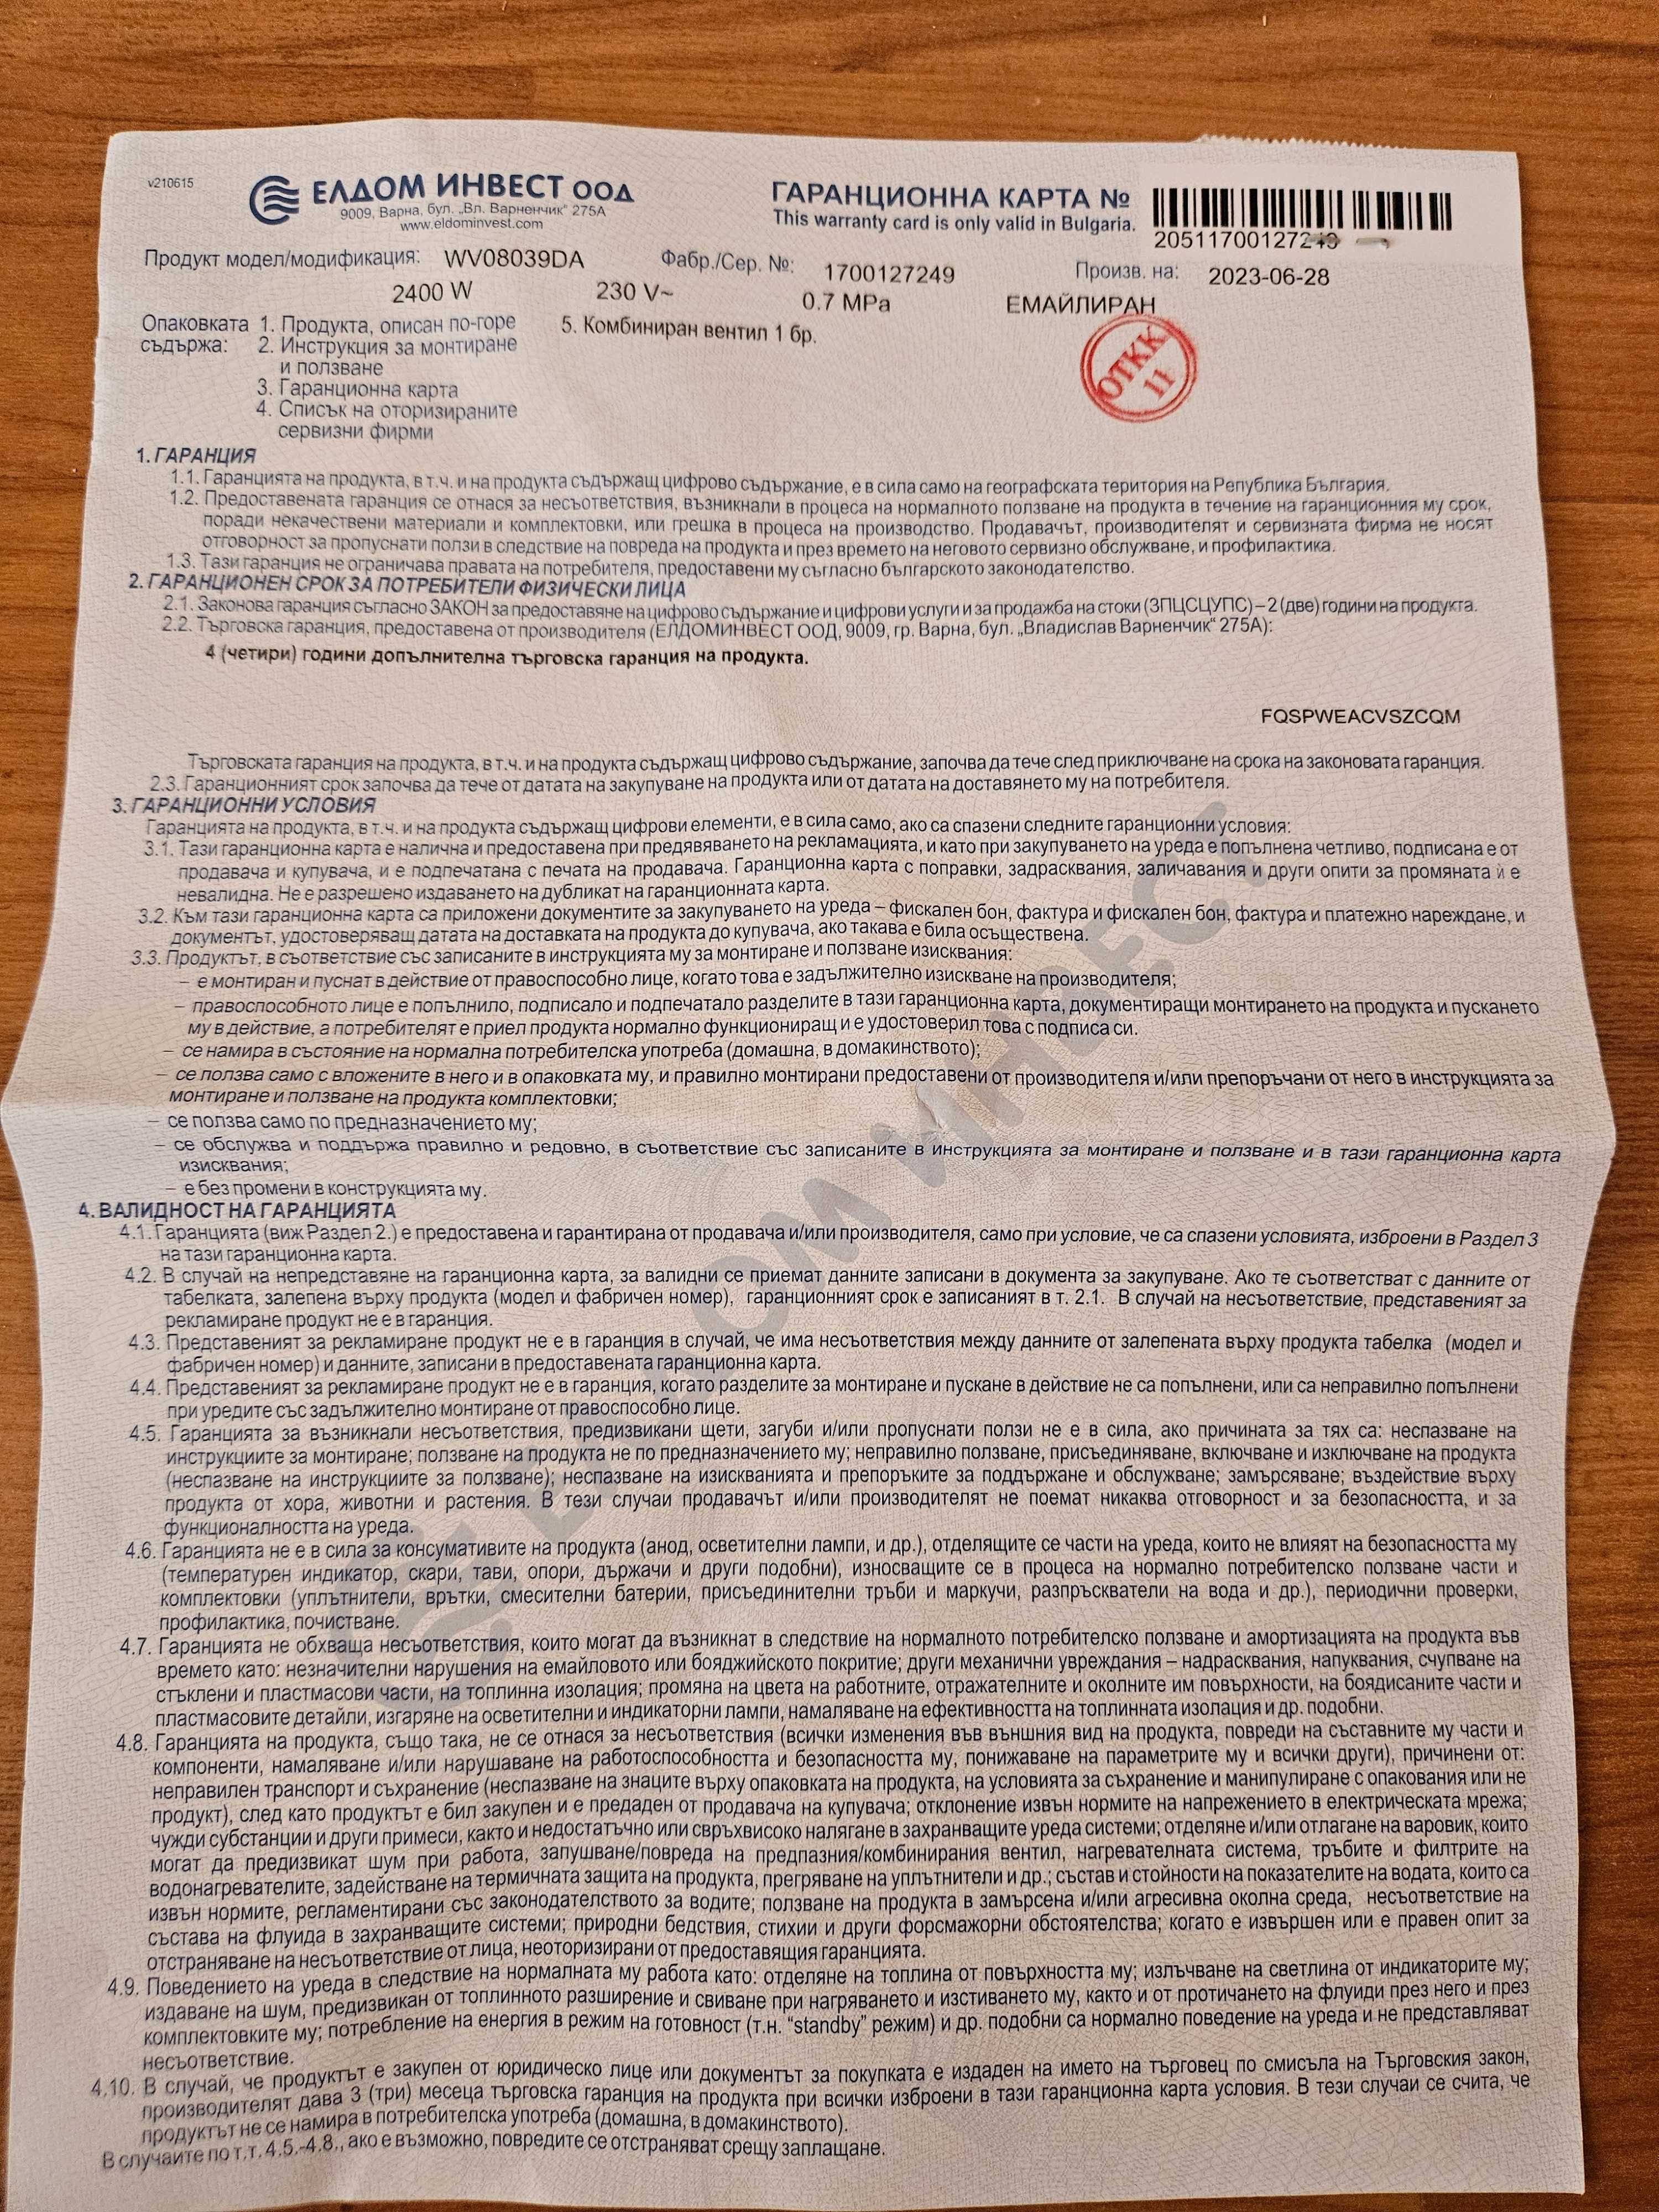 v210615
ЕЛДОМ ИНВЕСТ ООД
9009, Варна, бул. „Вл. Варненчик“ 275А
www.eldominvest.com
ГАРАНЦИОННА КАРТА №
This warranty card is only valid in Bulgaria.
20511700127249
Продукт модел/модификация: WV08039DA Фабр./Сер. №: 1700127249 Произв. на: 2023-06-28
2400 W 230 V~ 0.7 MPa ЕМАЙЛИРАН
Опаковката съдържа:
1. Продукта, описан по-горе
2. Инструкция за монтиране
и ползване
3. Гаранционна карта
4. Списък на оторизираните
сервизни фирми
5. Комбиниран вентил 1 бр.
ОТКК
11
1. ГАРАНЦИЯ
1.1. Гаранцията на продукта, в т.ч. и на продукта съдържащ цифрово съдържание, е в сила само на географската територия на Република България.
1.2. Предоставената гаранция се отнася за несъответствия, възникнали в процеса на нормалното ползване на продукта в течение на гаранционния му срок,
поради некачествени материали и комплектовки, или грешка в процеса на производство. Продавачът, производителят и сервизната фирма не носят
отговорност за пропуснати ползи в следствие на повреда на продукта и през времето на неговото сервизно обслужване, и профилактика.
1.3. Тази гаранция не ограничава правата на потребителя, предоставени му съгласно българското законодателство.
2. ГАРАНЦИОНЕН СРОК ЗА ПОТРЕБИТЕЛИ ФИЗИЧЕСКИ ЛИЦА
2.1. Законова гаранция съгласно ЗАКОН за предоставяне на цифрово съдържание и цифрови услуги и за продажба на стоки (ЗПЦСЦУПС) – 2 (две) години на продукта.
2.2. Търговска гаранция, предоставена от производителя (ЕЛДОМИНВЕСТ ООД, 9009, гр. Варна, бул. „Владислав Варненчик“ 275А):
4 (четири) години допълнителна търговска гаранция на продукта.
FQSPWEACVSZCQM
Търговската гаранция на продукта, в т.ч. и на продукта съдържащ цифрово съдържание, започва да тече след приключване на срока на законовата гаранция.
2.3. Гаранционният срок започва да тече от датата на закупуване на продукта или от датата на доставянето му на потребителя.
3. ГАРАНЦИОННИ УСЛОВИЯ
Гаранцията на продукта, в т.ч. и на продукта съдържащ цифрови елементи, е в сила само, ако са спазени следните гаранционни условия:
3.1. Тази гаранционна карта е налична и предоставена при предявяването на рекламацията, и като при закупуването на уреда е попълнена четливо, подписана е от
продавача и купувача, и е подпечатана с печата на продавача. Гаранционна карта с поправки, задрасквания, заличавания и други опити за промяната ѝ е
невалидна. Не е разрешено издаването на дубликат на гаранционната карта.
3.2. Към тази гаранционна карта са приложени документите за закупуването на уреда – фискален бон, фактура и фискален бон, фактура и платежно нареждане, и
документът, удостоверяващ датата на доставката на продукта до купувача, ако такава е била осъществена.
3.3. Продуктът, в съответствие със записаните в инструкцията му за монтиране и ползване изисквания:
– е монтиран и пуснат в действие от правоспособно лице, когато това е задължително изискване на производителя;
– правоспособното лице е попълнило, подписало и подпечатало разделите в тази гаранционна карта, документиращи монтирането на продукта и пускането
му в действие, а потребителят е приел продукта нормално функциониращ и е удостоверил това с подписа си.
– се намира в състояние на нормална потребителска употреба (домашна, в домакинството);
– се ползва само с вложените в него и в опаковката му, и правилно монтирани предоставени от производителя и/или препоръчани от него в инструкцията за
монтиране и ползване на продукта комплектовки;
– се ползва само по предназначението му;
– се обслужва и поддържа правилно и редовно, в съответствие със записаните в инструкцията за монтиране и ползване и в тази гаранционна карта
изисквания;
– е без промени в конструкцията му.
4. ВАЛИДНОСТ НА ГАРАНЦИЯТА
4.1. Гаранцията (виж Раздел 2.) е предоставена и гарантирана от продавача и/или производителя, само при условие, че са спазени условията, изброени в Раздел 3
на тази гаранционна карта.
4.2. В случай на непредставяне на гаранционна карта, за валидни се приемат данните записани в документа за закупуване. Ако те съответстват с данните от
табелката, залепена върху продукта (модел и фабричен номер), гаранционният срок е записаният в т. 2.1. В случай на несъответствие, представеният за
рекламиране продукт не е в гаранция.
4.3. Представеният за рекламиране продукт не е в гаранция в случай, че има несъответствия между данните от залепената върху продукта табелка (модел и
фабричен номер) и данните, записани в предоставената гаранционна карта.
4.4. Представеният за рекламиране продукт не е в гаранция, когато разделите за монтиране и пускане в действие не са попълнени, или са неправилно попълнени
при уредите със задължително монтиране от правоспособно лице.
4.5. Гаранцията за възникнали несъответствия, предизвикани щети, загуби и/или пропуснати ползи не е в сила, ако причината за тях са: неспазване на
инструкциите за монтиране; ползване на продукта не по предназначението му; неправилно ползване, присъединяване, включване и изключване на продукта
(неспазване на инструкциите за ползване); неспазване на изискванията и препоръките за поддържане и обслужване; замърсяване; въздействие върху
продукта от хора, животни и растения. В тези случаи продавачът и/или производителят не поемат никаква отговорност и за безопасността, и за
функционалността на уреда.
4.6. Гаранцията не е в сила за консумативите на продукта (анод, осветителни лампи, и др.), отделящите се части на уреда, които не влияят на безопасността му
(температурен индикатор, скари, тави, опори, държачи и други подобни), износващите се в процеса на нормално потребителско ползване части и
комплектовки (уплътнители, врътки, смесителни батерии, присъединителни тръби и маркучи, разпръскватели на вода и др.), периодични проверки,
профилактика, почистване.
4.7. Гаранцията не обхваща несъответствия, които могат да възникнат в следствие на нормалното потребителско ползване и амортизацията на продукта във
времето като: незначителни нарушения на емайловото или бояджийското покритие; други механични увреждания – надрасквания, напуквания, счупване на
стъклени и пластмасови части, на топлинна изолация; промяна на цвета на работните, отражателните и околните им повърхности, на боядисаните части и
пластмасовите детайли, изгаряне на осветителни и индикаторни лампи, намаляване на ефективността на топлинната изолация и др. подобни.
4.8. Гаранцията на продукта, също така, не се отнася за несъответствия (всички изменения във външния вид на продукта, повреди на съставните му части и
компоненти, намаляване и/или нарушаване на работоспособността и безопасността му, понижаване на параметрите му и всички други), причинени от:
неправилен транспорт и съхранение (неспазване на знаците върху опаковката на продукта, на условията за съхранение и манипулиране с опакования или не
продукт), след като продуктът е бил закупен и е предаден от продавача на купувача; отклонение извън нормите на напрежението в електрическата мрежа;
чужди субстанции и други примеси, както и недостатъчно или свръхвисоко налягане в захранващите уреда системи; отделяне и/или отлагане на варовик, които
могат да предизвикат шум при работа, запушване/повреда на предпазния/комбинирания вентил, нагревателната система, тръбите и филтрите на
водонагревателите, задействане на термичната защита на продукта, прегряване на уплътнители и др.; състав и стойности на показателите на водата, които са
извън нормите, регламентирани със законодателството за водите; ползване на продукта в замърсена и/или агресивна околна среда, несъответствие на
състава на флуида в захранващите системи; природни бедствия, стихии и други форсмажорни обстоятелства; когато е извършен или е правен опит за
отстраняване на несъответствие от лица, неоторизирани от предоставящия гаранцията.
4.9. Поведението на уреда в следствие на нормалната му работа като: отделяне на топлина от повърхността му; излъчване на светлина от индикаторите му;
издаване на шум, предизвикан от топлинното разширение и свиване при нагряването и изстиването му, както и от протичането на флуиди през него и през
комплектовките му; потребление на енергия в режим на готовност (т.н. “standby” режим) и др. подобни са нормално поведение на уреда и не представляват
несъответствие.
4.10. В случай, че продуктът е закупен от юридическо лице или документът за покупката е издаден на името на търговец по смисъла на Търговския закон,
производителят дава 3 (три) месеца търговска гаранция на продукта при всички изброени в тази гаранционна карта условия. В тези случаи се счита, че
продуктът не се намира в потребителска употреба (домашна, в домакинството).
В случаите по т.т. 4.5.-4.8., ако е възможно, повредите се отстраняват срещу заплащане.
ЕЛДОМ ИНВЕСТ